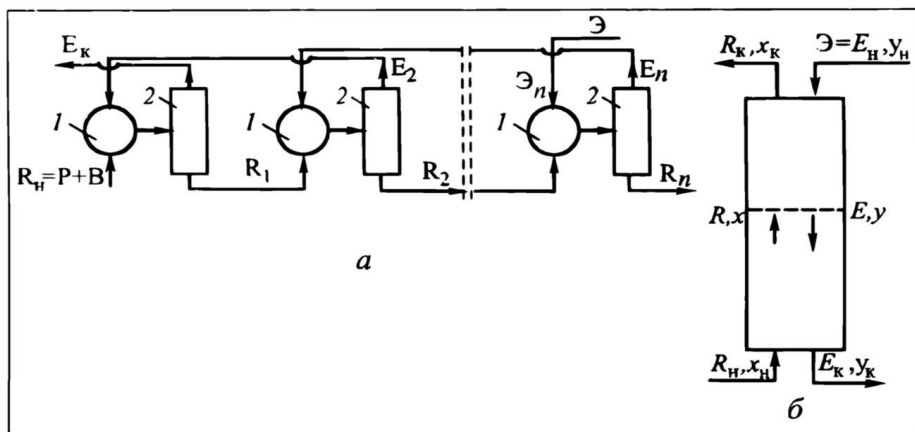 Eк
1
2
Rн=P+B
R₁
1
E₂
2
R₂
Э
Эn
1
En
2
Rn
а
Rк, xк
Э=Eн, yн
R, x
E, y
Rн, xн
Eк, yк
б